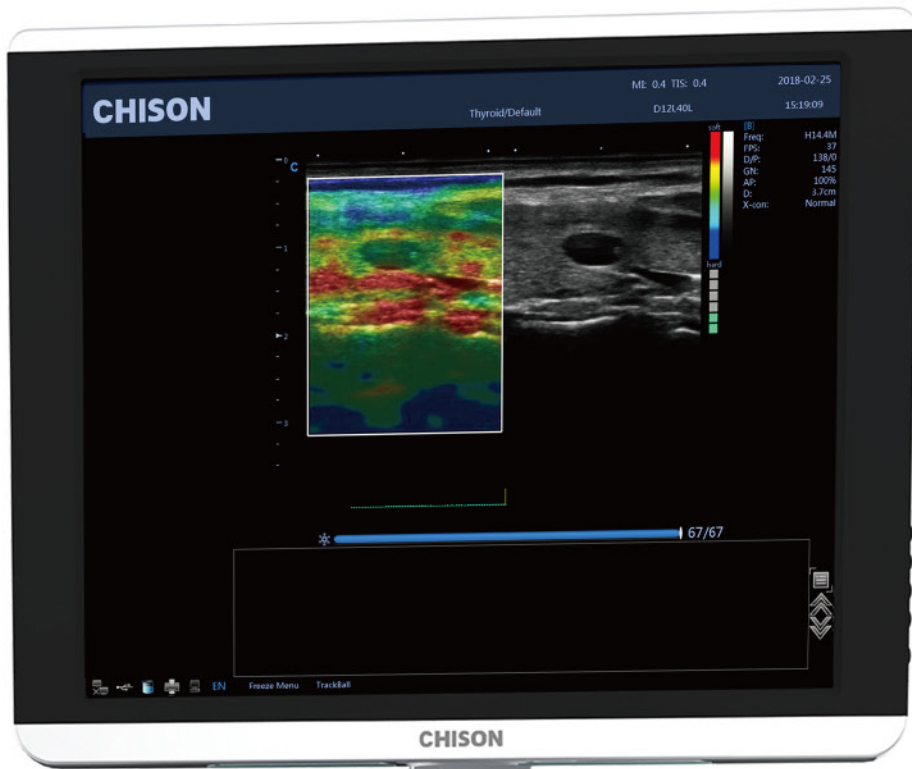 CHISON
MI: 0.4 TIS: 0.4
2018-02-25
Thyroid/Default
D12L40L
15:19:09
0
C
1
2
3
soft
hard
[B]
Freq: H14.4M
FPS: 37
D/P: 138/0
GN: 145
AP: 100%
D: 3.7cm
X-con: Normal
67/67
EN
Freeze Menu
TrackBall
CHISON